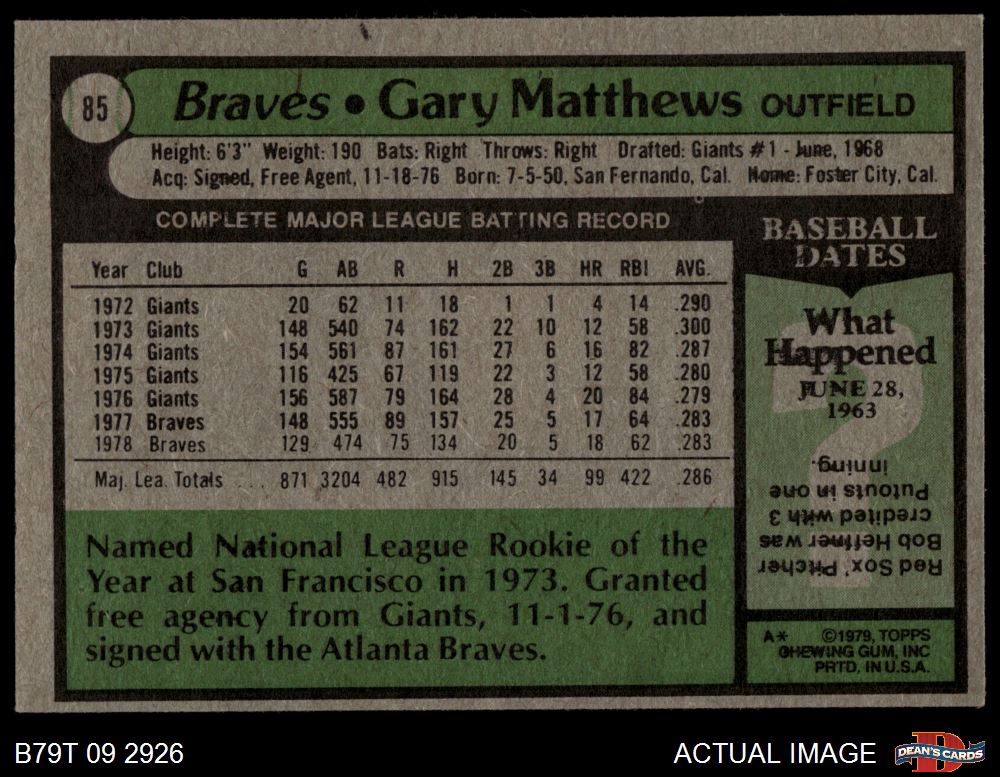 85
Braves • Gary Matthews OUTFIELD
Height: 6'3" Weight: 190 Bats: Right Throws: Right Drafted: Giants #1 - June, 1968
Acq: Signed, Free Agent, 11-18-76 Born: 7-5-50, San Fernando, Cal. Home: Foster City, Cal.
COMPLETE MAJOR LEAGUE BATTING RECORD
Year Club G AB R H 2B 3B HR RBI AVG.
1972 Giants 20 62 11 18 1 1 4 14 .290
1973 Giants 148 540 74 162 22 10 12 58 .300
1974 Giants 154 561 87 161 27 6 16 82 .287
1975 Giants 116 425 67 119 22 3 12 58 .280
1976 Giants 156 587 79 164 28 4 20 84 .279
1977 Braves 148 555 89 157 25 5 17 64 .283
1978 Braves 129 474 75 134 20 5 18 62 .283
Maj. Lea. Totals ... 871 3204 482 915 145 34 99 422 .286
Named National League Rookie of the
Year at San Francisco in 1973. Granted
free agency from Giants, 11-1-76, and
signed with the Atlanta Braves.
BASEBALL
DATES
What
Happened
JUNE 28,
1963
?
Red Sox' Pitcher
Bob Heffner was
credited with 3
Putouts in one
inning.
A* ©1979, TOPPS
CHEWING GUM, INC
PRTD. IN U.S.A.
B79T 09 2926
ACTUAL IMAGE
DEAN'S CARDS